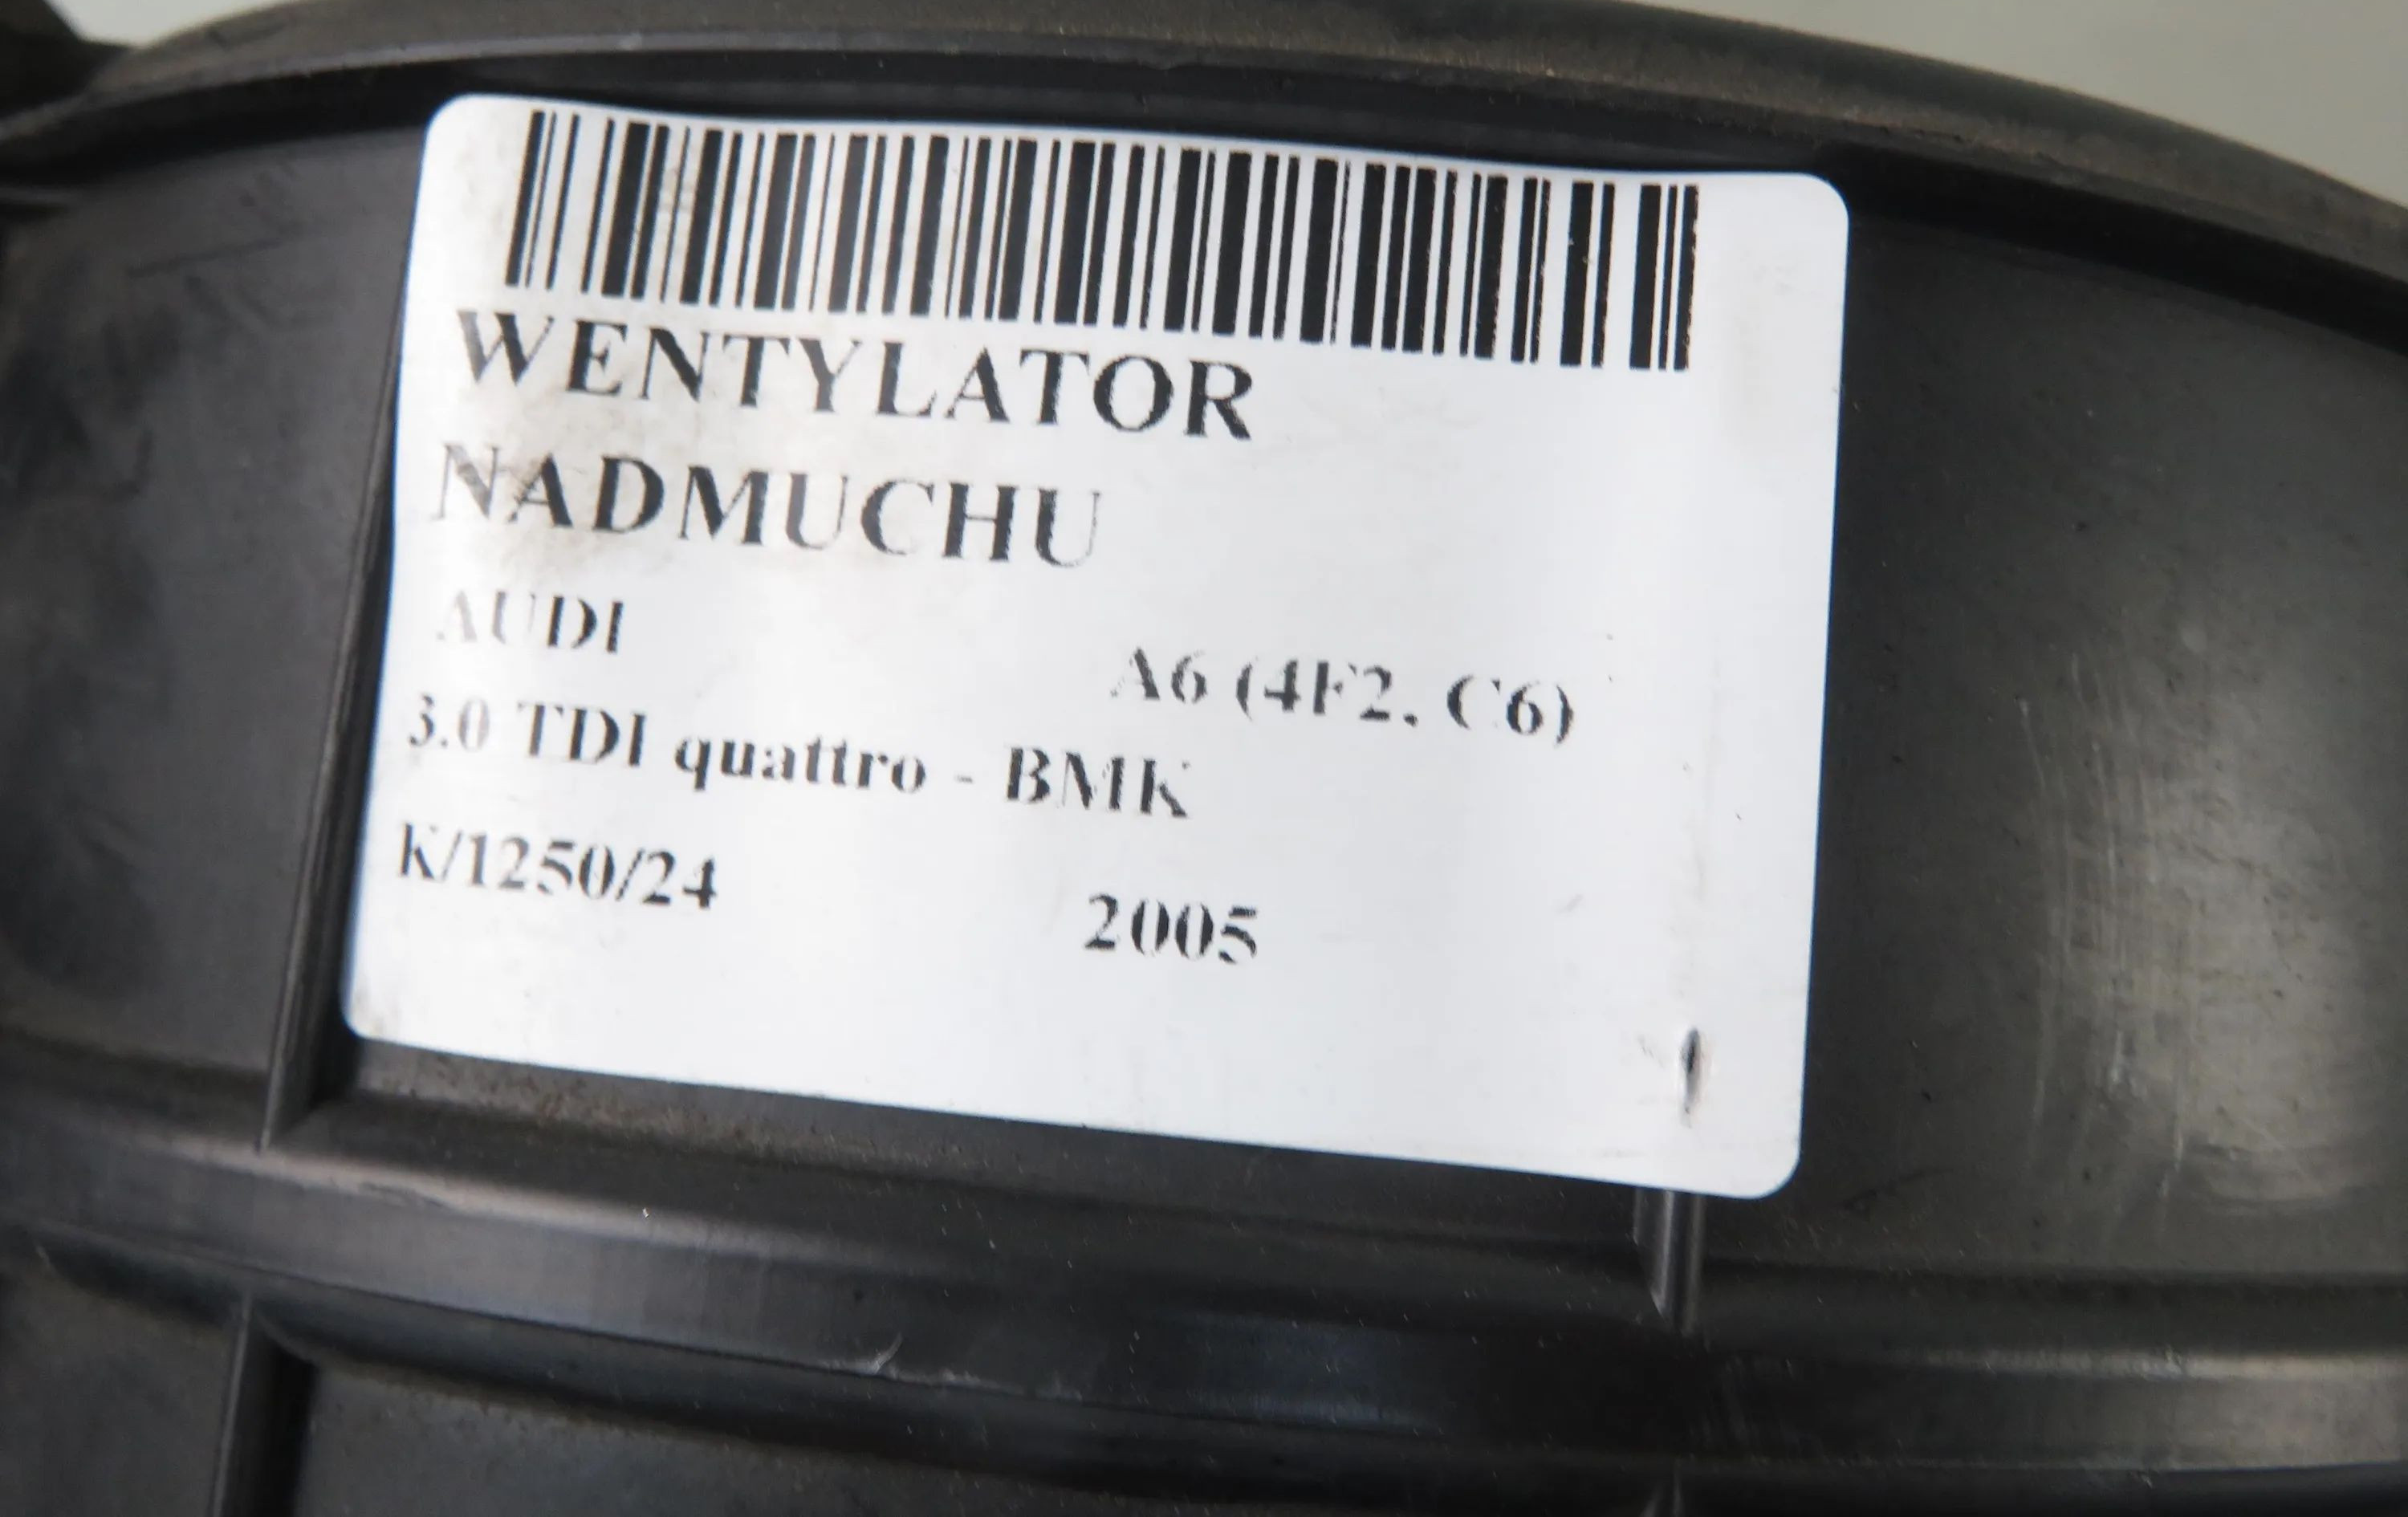 WENTYLATOR
NADMUCHU
AUDI
A6 (4F2, C6)
3.0 TDI quattro - BMK
K/1250/24
2005